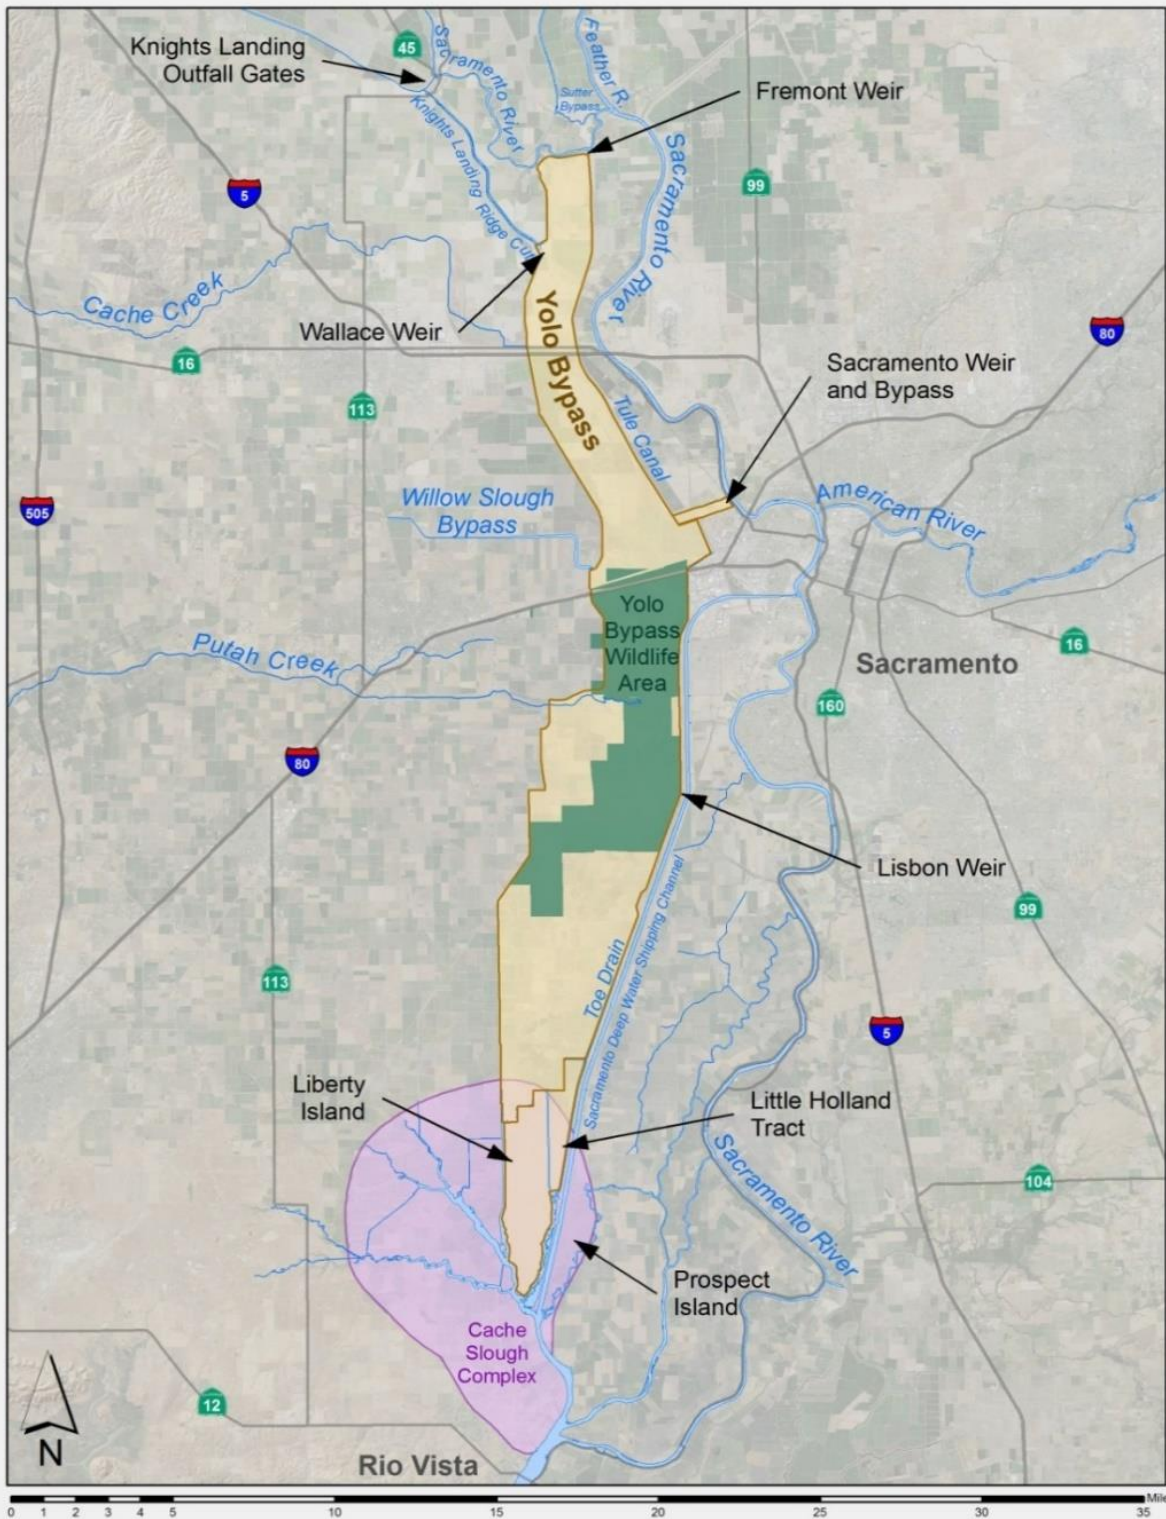 Knights Landing
Outfall Gates
45
Sacramento River
Feather R.
Sutter
Bypass
Fremont Weir
Knights Landing Ridge Cut
Sacramento River
99
5
Cache Creek
Wallace Weir
Yolo Bypass
80
16
Sacramento Weir
and Bypass
113
Tule Canal
Willow Slough
Bypass
American River
505
Yolo
Bypass
Wildlife
Area
Putah Creek
16
Sacramento
160
80
Lisbon Weir
99
Sacramento Deep Water Shipping Channel
Toe Drain
113
5
Liberty
Island
Little Holland
Tract
104
Sacramento River
Prospect
Island
Cache
Slough
Complex
12
N
Rio Vista
0 1 2 3 4 5 10 15 20 25 30 35